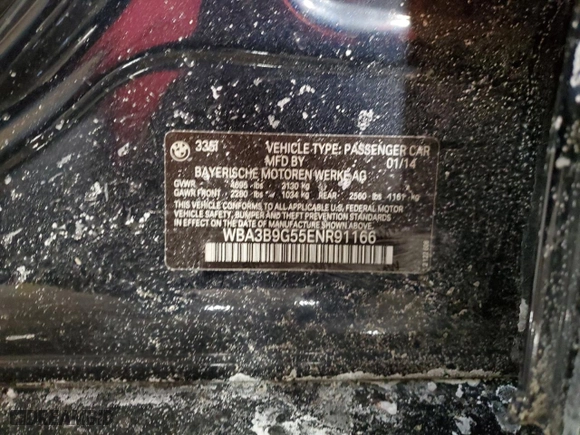 335i VEHICLE TYPE: PASSENGER CAR
MFD BY 01/14
BAYERISCHE MOTOREN WERKE AG
GVWR 4695 -lbs 2130 kg
GAWR FRONT 2280 -lbs 1034 kg REAR 2560 -lbs 1161 kg
THIS VEHICLE CONFORMS TO ALL APPLICABLE U.S. FEDERAL MOTOR
VEHICLE SAFETY, BUMPER, AND THEFT PREVENTION STANDARDS
IN EFFECT ON THE DATE OF MANUFACTURE SHOWN ABOVE.
WBA3B9G55ENR91166